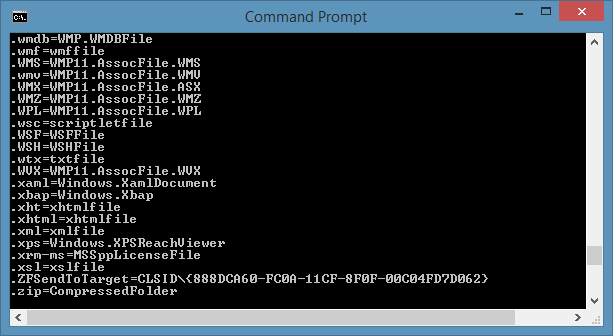 Command Prompt
.wmdb=WMP.WMDBFile
.wmf=wmffile
.WMS=WMP11.AssocFile.WMS
.wmv=WMP11.AssocFile.WMV
.WMX=WMP11.AssocFile.ASX
.WMZ=WMP11.AssocFile.WMZ
.WPL=WMP11.AssocFile.WPL
.wsc=scriptletfile
.WSF=WSFFile
.WSH=WSHFile
.wtx=txtfile
.WVX=WMP11.AssocFile.WVX
.xaml=Windows.XamlDocument
.xbap=Windows.Xbap
.xht=xhtmlfile
.xhtml=xhtmlfile
.xml=xmlfile
.xps=Windows.XPSReachViewer
.xrm-ms=MSSppLicenseFile
.xsl=xslfile
.ZFSendToTarget=CLSID\{888DCA60-FC0A-11CF-8F0F-00C04FD7D062}
.zip=CompressedFolder